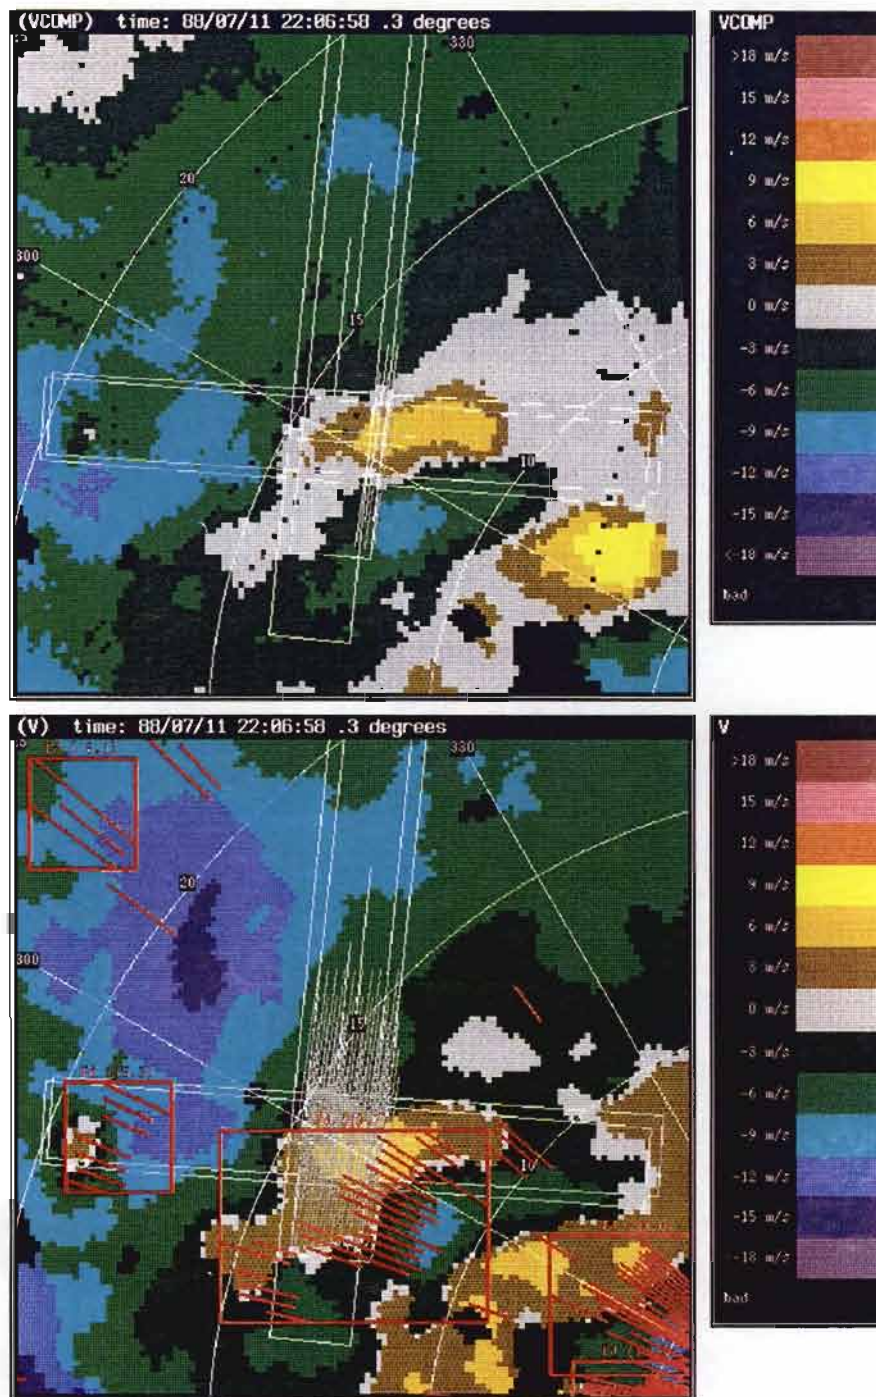 (VCOMP) time: 88/07/11 22:06:58 .3 degrees
330
20
300
15
10
VCOMP
>18 m/s
15 m/s
12 m/s
9 m/s
6 m/s
3 m/s
0 m/s
-3 m/s
-6 m/s
-9 m/s
-12 m/s
-15 m/s
<-18 m/s
bad
(V) time: 88/07/11 22:06:58 .3 degrees
330
20
300
15
10
V
>18 m/s
15 m/s
12 m/s
9 m/s
6 m/s
3 m/s
0 m/s
-3 m/s
-6 m/s
-9 m/s
-12 m/s
-15 m/s
-18 m/s
bad